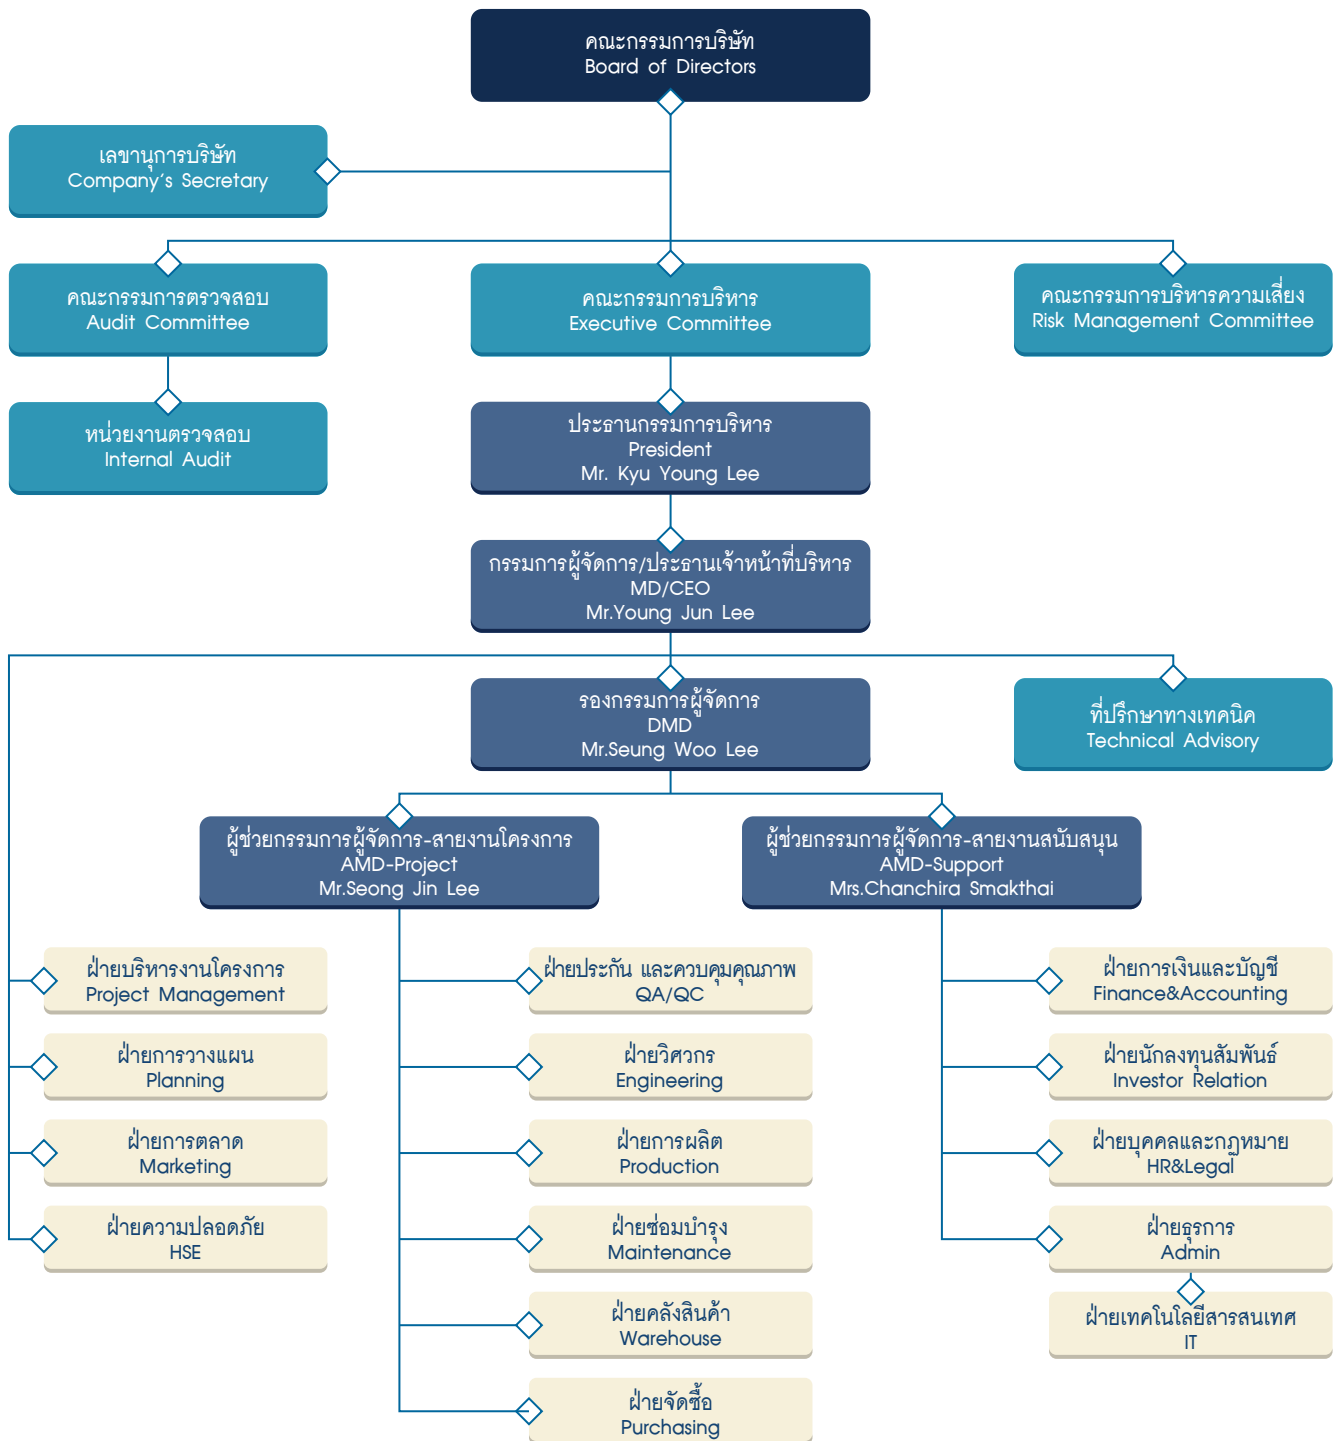 คณะกรรมการบริษัท
Board of Directors
เลขานุการบริษัท
Company's Secretary
คณะกรรมการตรวจสอบ
Audit Committee
คณะกรรมการบริหาร
Executive Committee
คณะกรรมการบริหารความเสี่ยง
Risk Management Committee
หน่วยงานตรวจสอบ
Internal Audit
ประธานกรรมการบริหาร
President
Mr. Kyu Young Lee
กรรมการผู้จัดการ/ประธานเจ้าหน้าที่บริหาร
MD/CEO
Mr.Young Jun Lee
รองกรรมการผู้จัดการ
DMD
Mr.Seung Woo Lee
ที่ปรึกษาทางเทคนิค
Technical Advisory
ผู้ช่วยกรรมการผู้จัดการ-สายงานโครงการ
AMD-Project
Mr.Seong Jin Lee
ผู้ช่วยกรรมการผู้จัดการ-สายงานสนับสนุน
AMD-Support
Mrs.Chanchira Smakthai
ฝ่ายบริหารงานโครงการ
Project Management
ฝ่ายการวางแผน
Planning
ฝ่ายการตลาด
Marketing
ฝ่ายความปลอดภัย
HSE
ฝ่ายประกัน และควบคุมคุณภาพ
QA/QC
ฝ่ายวิศวกร
Engineering
ฝ่ายการผลิต
Production
ฝ่ายซ่อมบำรุง
Maintenance
ฝ่ายคลังสินค้า
Warehouse
ฝ่ายจัดซื้อ
Purchasing
ฝ่ายการเงินและบัญชี
Finance&Accounting
ฝ่ายนักลงทุนสัมพันธ์
Investor Relation
ฝ่ายบุคคลและกฎหมาย
HR&Legal
ฝ่ายธุรการ
Admin
ฝ่ายเทคโนโลยีสารสนเทศ
IT